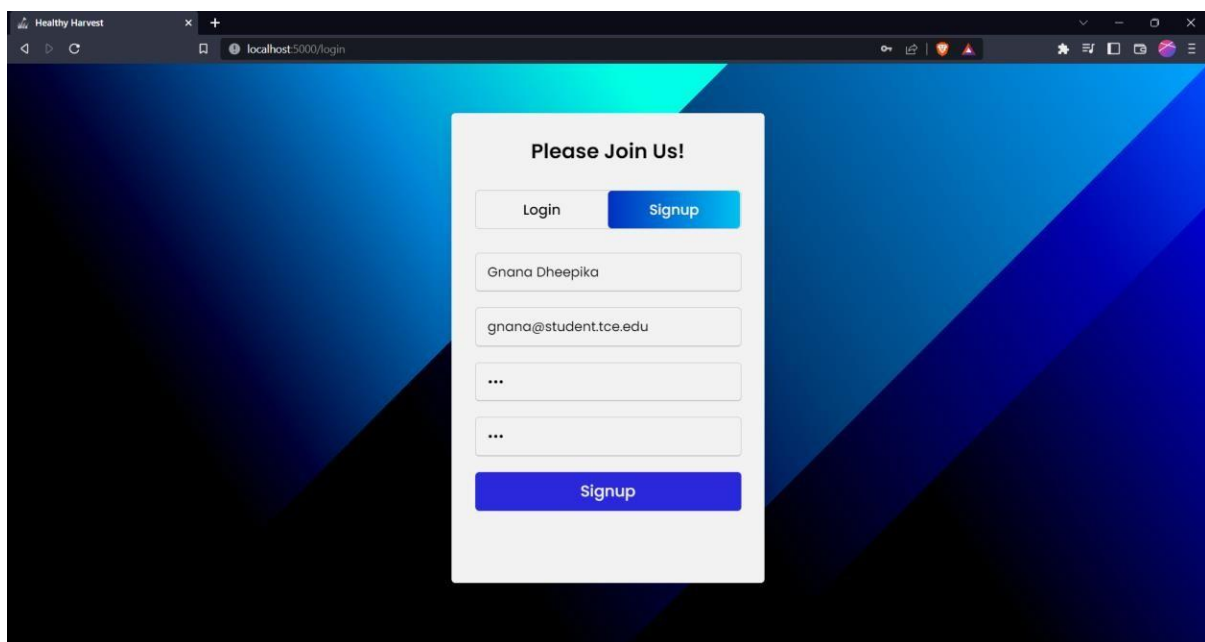 Healthy Harvest
localhost:5000/login
Please Join Us!
Login Signup
Gnana Dheepika
gnana@student.tce.edu
•••
•••
Signup